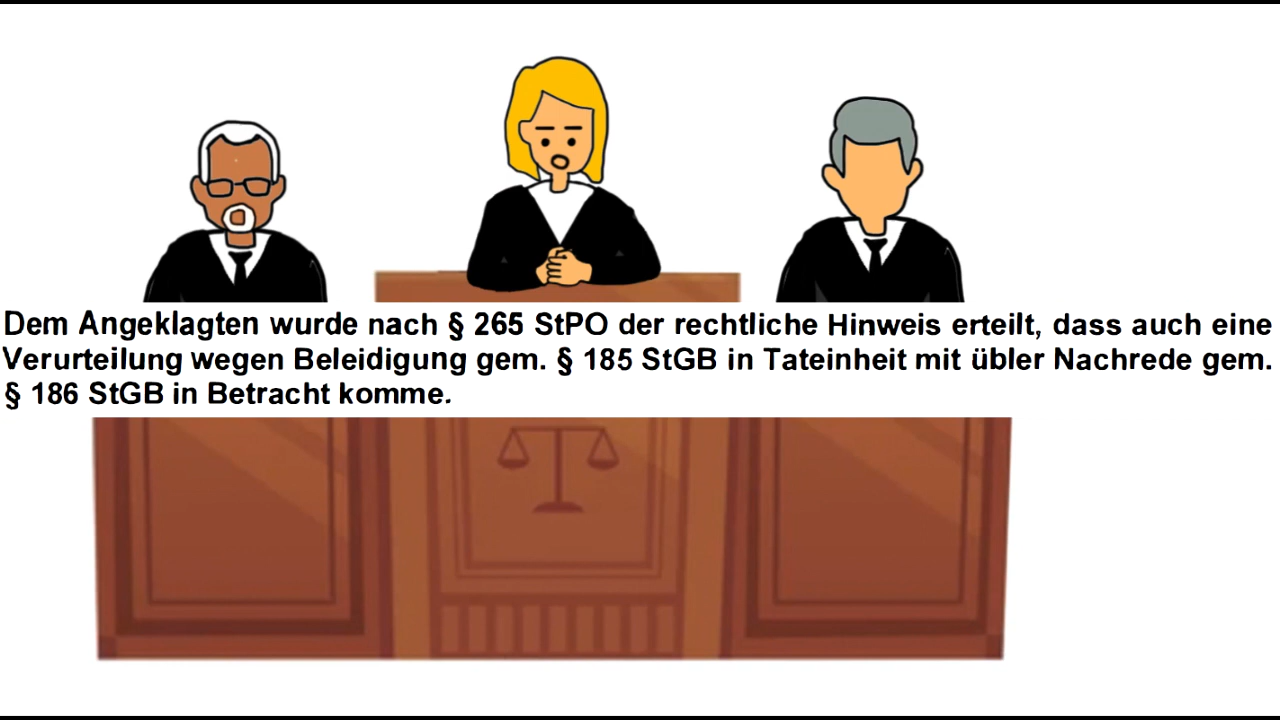 Dem Angeklagten wurde nach § 265 StPO der rechtliche Hinweis erteilt, dass auch eine
Verurteilung wegen Beleidigung gem. § 185 StGB in Tateinheit mit übler Nachrede gem.
§ 186 StGB in Betracht komme.